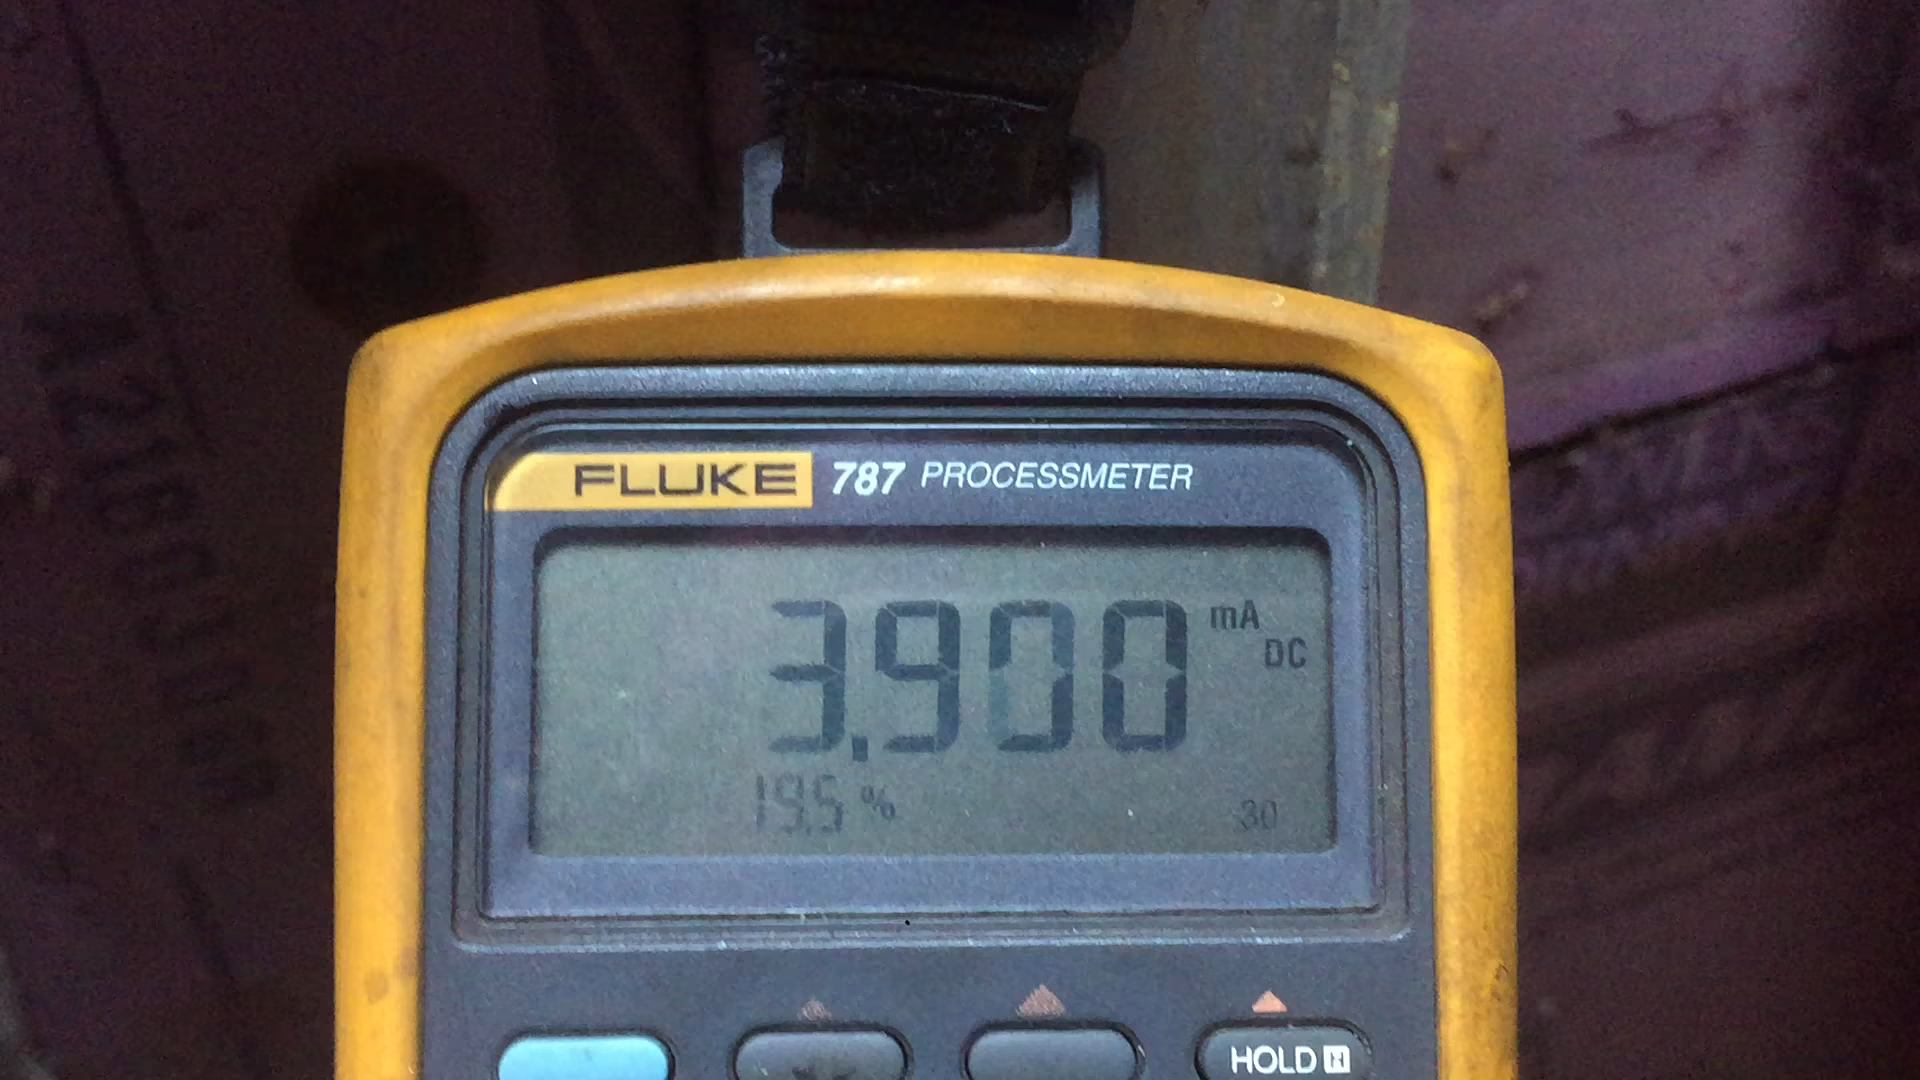 FLUKE 787 PROCESSMETER
3.900 mA DC
19.5 %
30
HOLD H